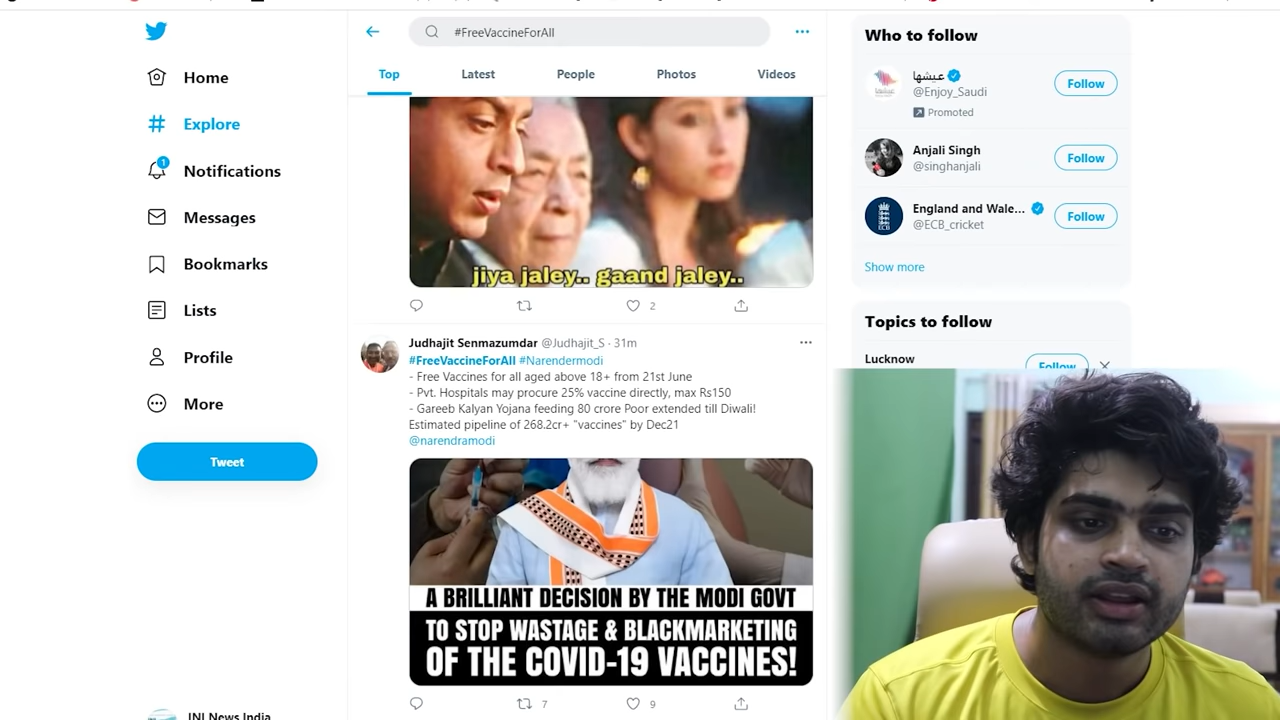 #FreeVaccineForAll
Home
Explore
1
Notifications
Messages
Bookmarks
Lists
Profile
More
Tweet
JNI News India
Top
Latest
People
Photos
Videos
jiya jaley.. gaand jaley..
2
Judhajit Senmazumdar @Judhajit_S · 31m
#FreeVaccineForAll #Narendermodi
- Free Vaccines for all aged above 18+ from 21st June
- Pvt. Hospitals may procure 25% vaccine directly, max Rs150
- Gareeb Kalyan Yojana feeding 80 crore Poor extended till Diwali!
Estimated pipeline of 268.2cr+ "vaccines" by Dec21
@narendramodi
A BRILLIANT DECISION BY THE MODI GOVT
TO STOP WASTAGE & BLACKMARKETING
OF THE COVID-19 VACCINES!
7
9
Who to follow
عيشها
@Enjoy_Saudi
Follow
Promoted
Anjali Singh
@singhanjali
Follow
England and Wale...
@ECB_cricket
Follow
Show more
Topics to follow
Lucknow
Follow